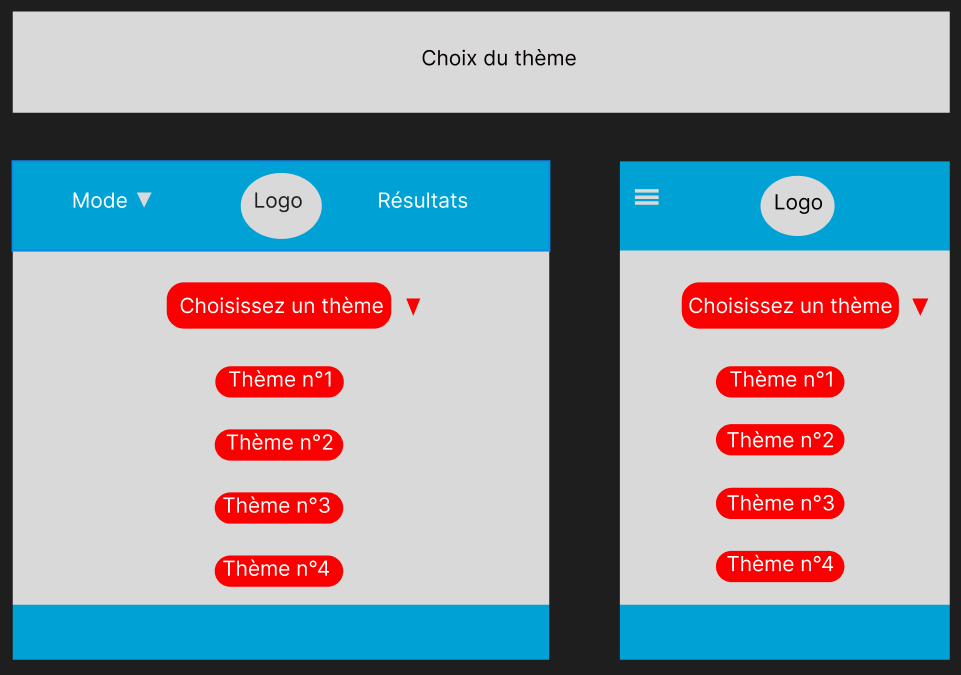 Choix du thème
Mode ▼
Logo
Résultats
Choisissez un thème ▼
Thème n°1
Thème n°2
Thème n°3
Thème n°4
Logo
Choisissez un thème ▼
Thème n°1
Thème n°2
Thème n°3
Thème n°4